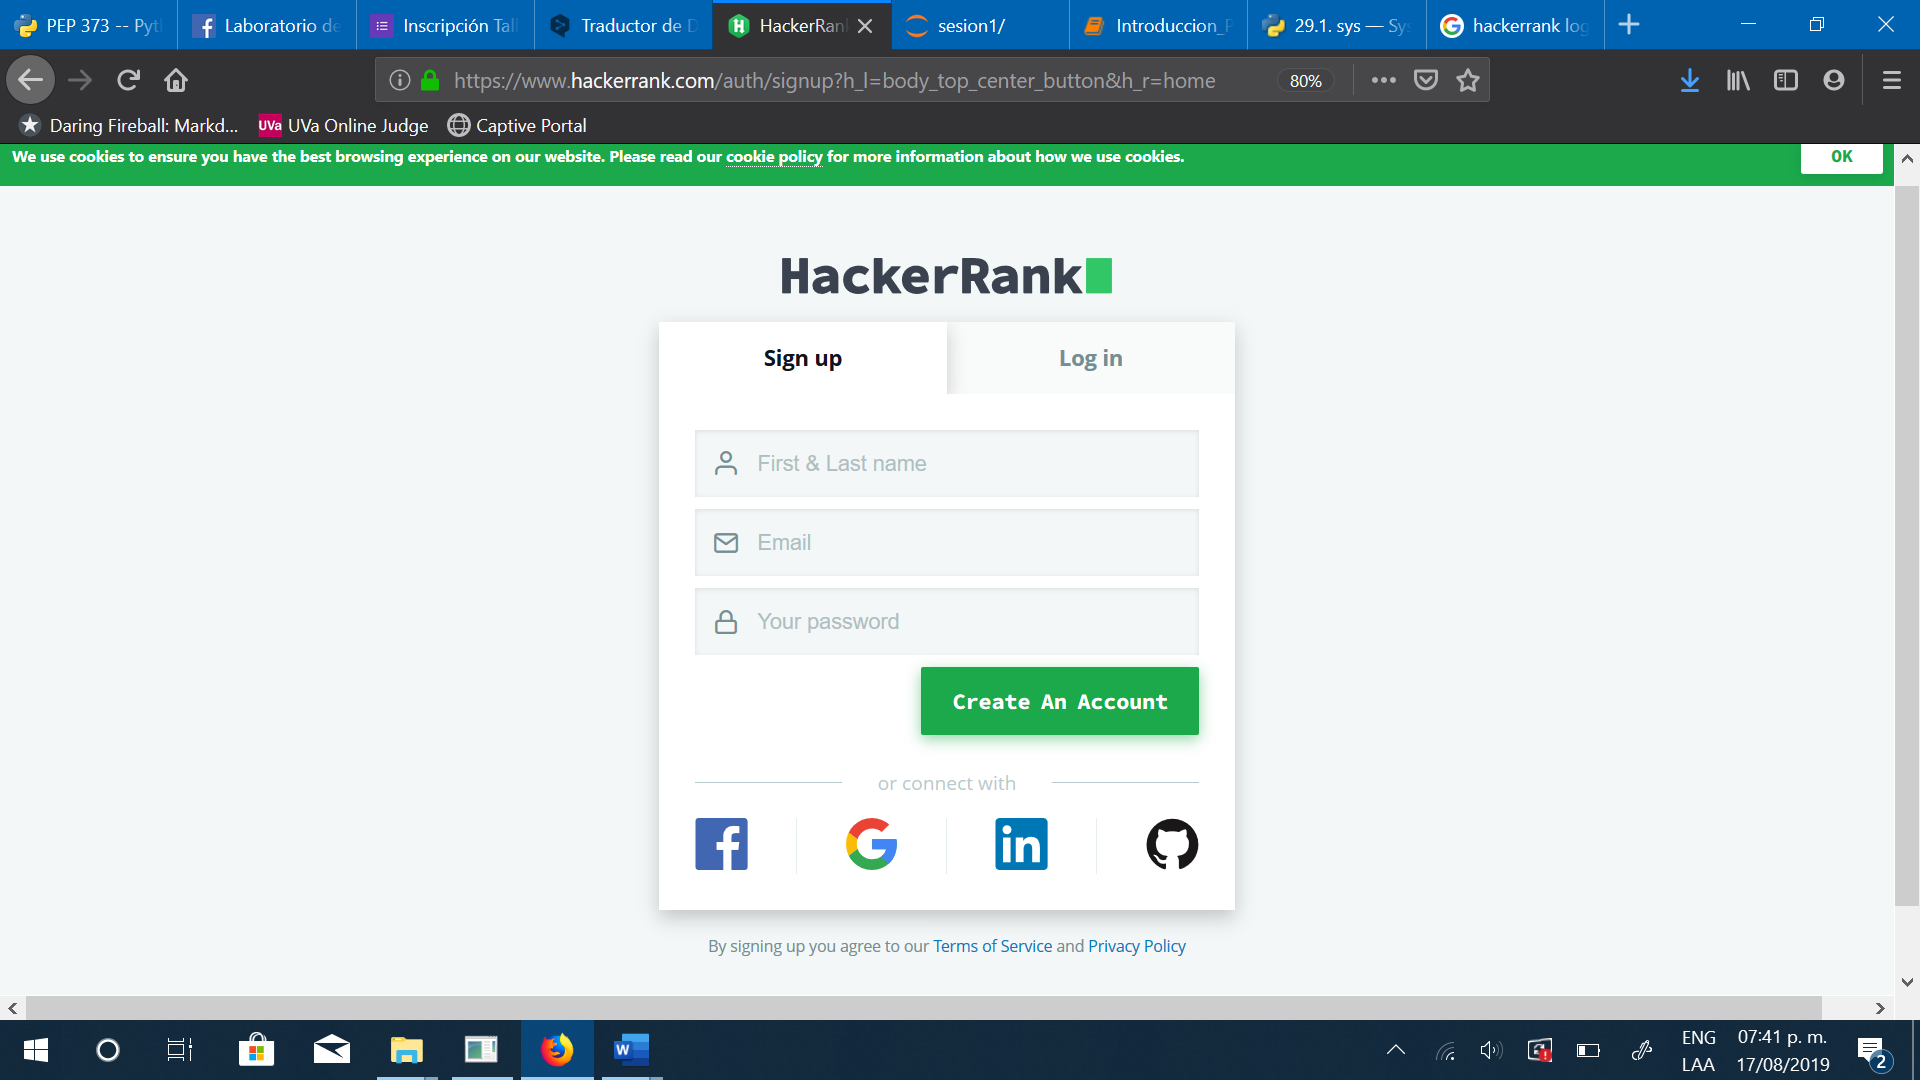 PEP 373 -- Pyt
Laboratorio de
Inscripción Tall
Traductor de D
HackerRank
sesion1/
Introduccion_P
29.1. sys — Sys
hackerrank log
https://www.hackerrank.com/auth/signup?h_l=body_top_center_button&h_r=home
80%
Daring Fireball: Markd...
UVa UVa Online Judge
Captive Portal
We use cookies to ensure you have the best browsing experience on our website. Please read our cookie policy for more information about how we use cookies.
OK
HackerRank
Sign up
Log in
First & Last name
Email
Your password
Create An Account
or connect with
By signing up you agree to our Terms of Service and Privacy Policy
ENG
LAA
07:41 p. m.
17/08/2019
2